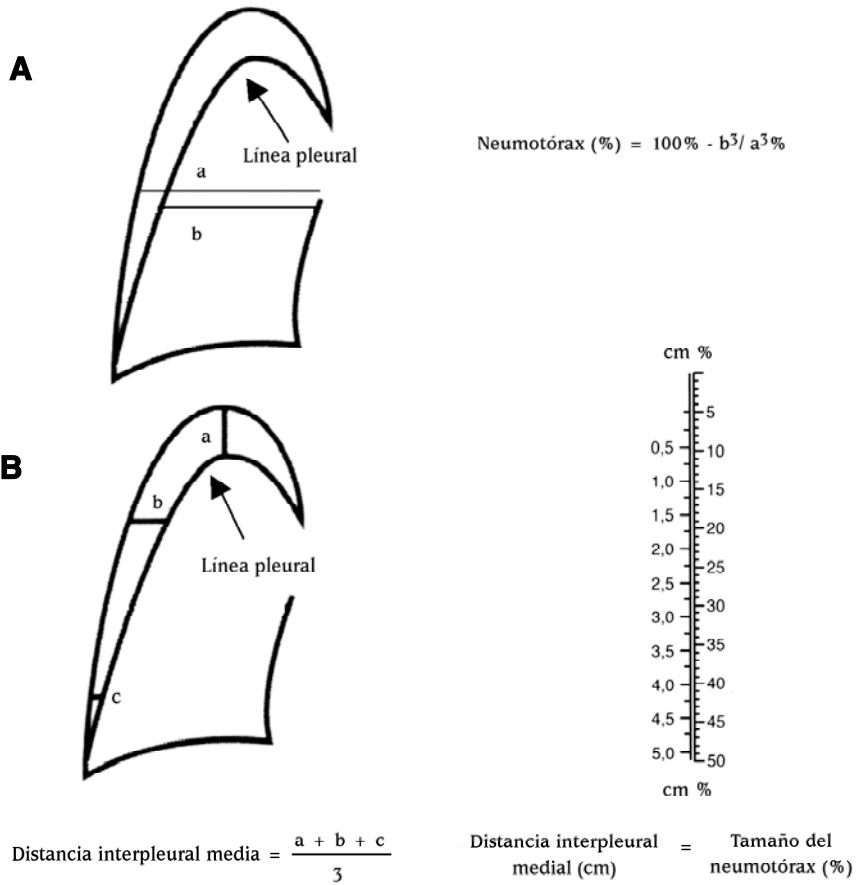 A
Línea pleural
a
b
Neumotórax (%) = 100% - b3/ a3%
B
a
b
Línea pleural
c
cm %
5
0,5
10
1,0
15
1,5
20
2,0
25
2,5
30
3,0
35
3,5
40
4,0
45
4,5
50
5,0
cm %
Distancia interpleural media = a + b + c
3
Distancia interpleural
medial (cm)
=
Tamaño del
neumotórax (%)